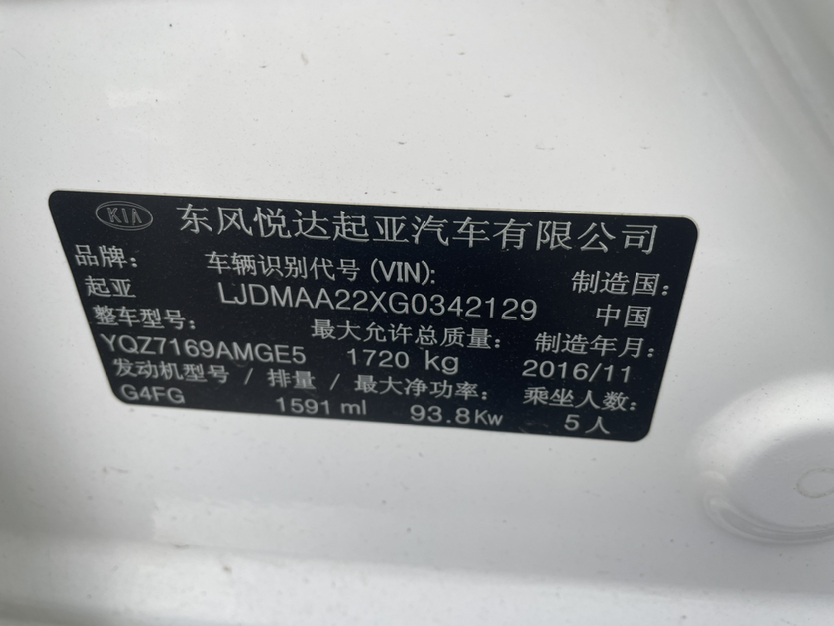 KIA 东风悦达起亚汽车有限公司
品牌： 车辆识别代号(VIN): 制造国：
起亚 LJDMAA22XG0342129 中国
整车型号： 最大允许总质量： 制造年月：
YQZ7169AMGE5 1720 kg 2016/11
发动机型号 / 排量 / 最大净功率： 乘坐人数：
G4FG 1591 ml 93.8Kw 5人